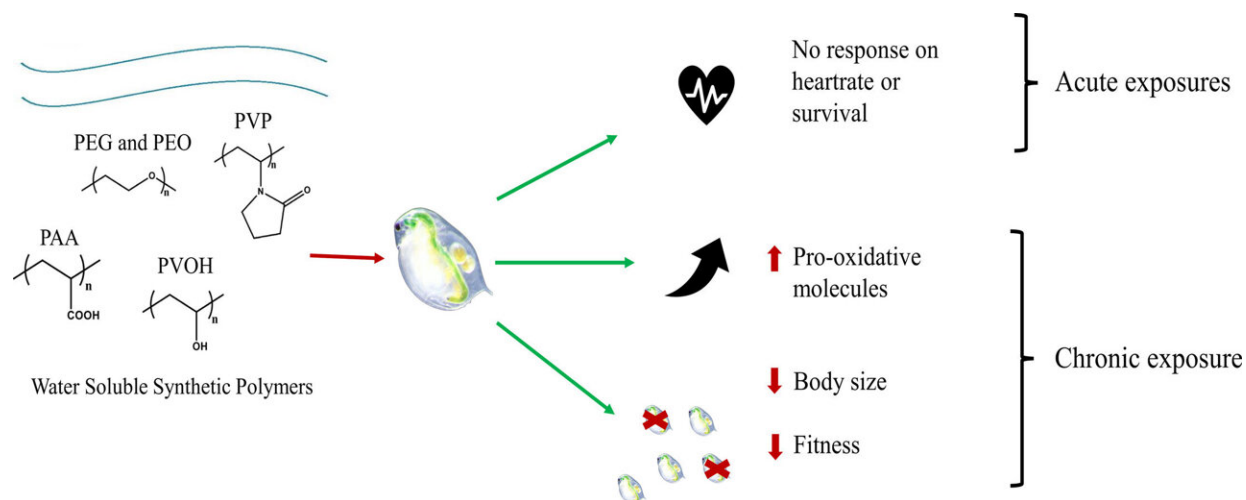 PEG and PEO
O
n
PVP
n
N
O
PAA
n
COOH
PVOH
n
OH
Water Soluble Synthetic Polymers
No response on
heartrate or
survival
Acute exposures
Pro-oxidative
molecules
Body size
Fitness
Chronic exposure